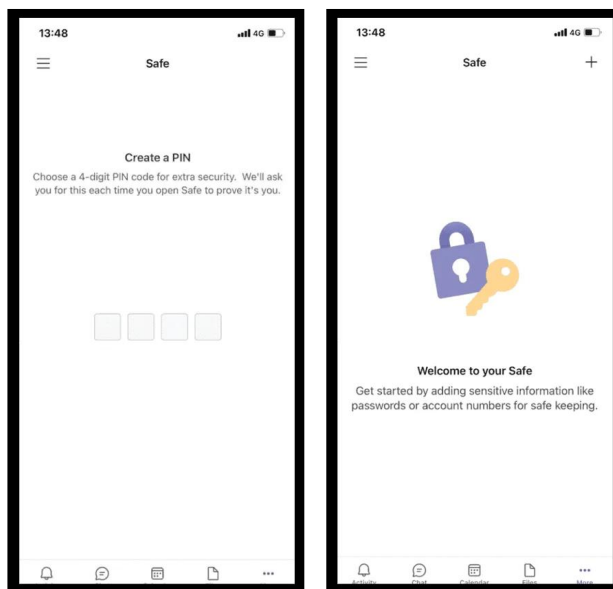 13:48
4G
Safe
Create a PIN
Choose a 4-digit PIN code for extra security. We'll ask
you for this each time you open Safe to prove it's you.
13:48
4G
Safe
Welcome to your Safe
Get started by adding sensitive information like
passwords or account numbers for safe keeping.
Activity Chat Calendar Files More